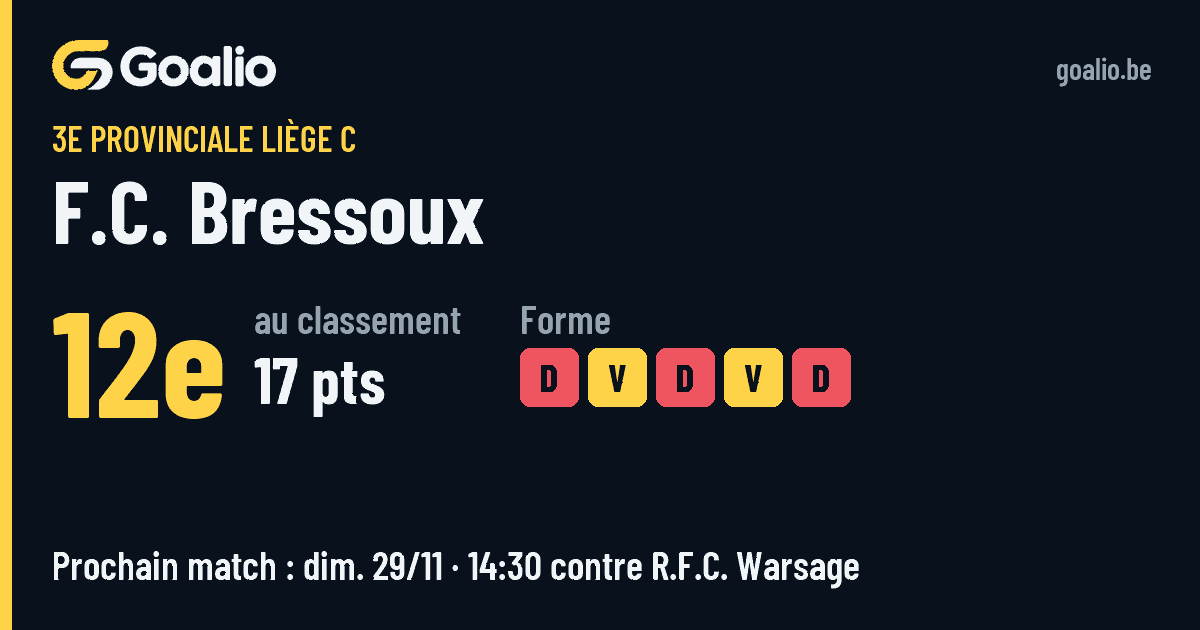 Goalio
goalio.be
3E PROVINCIALE LIÈGE C
F.C. Bressoux
12e
au classement
17 pts
Forme
D V D V D
Prochain match : dim. 29/11 · 14:30 contre R.F.C. Warsage